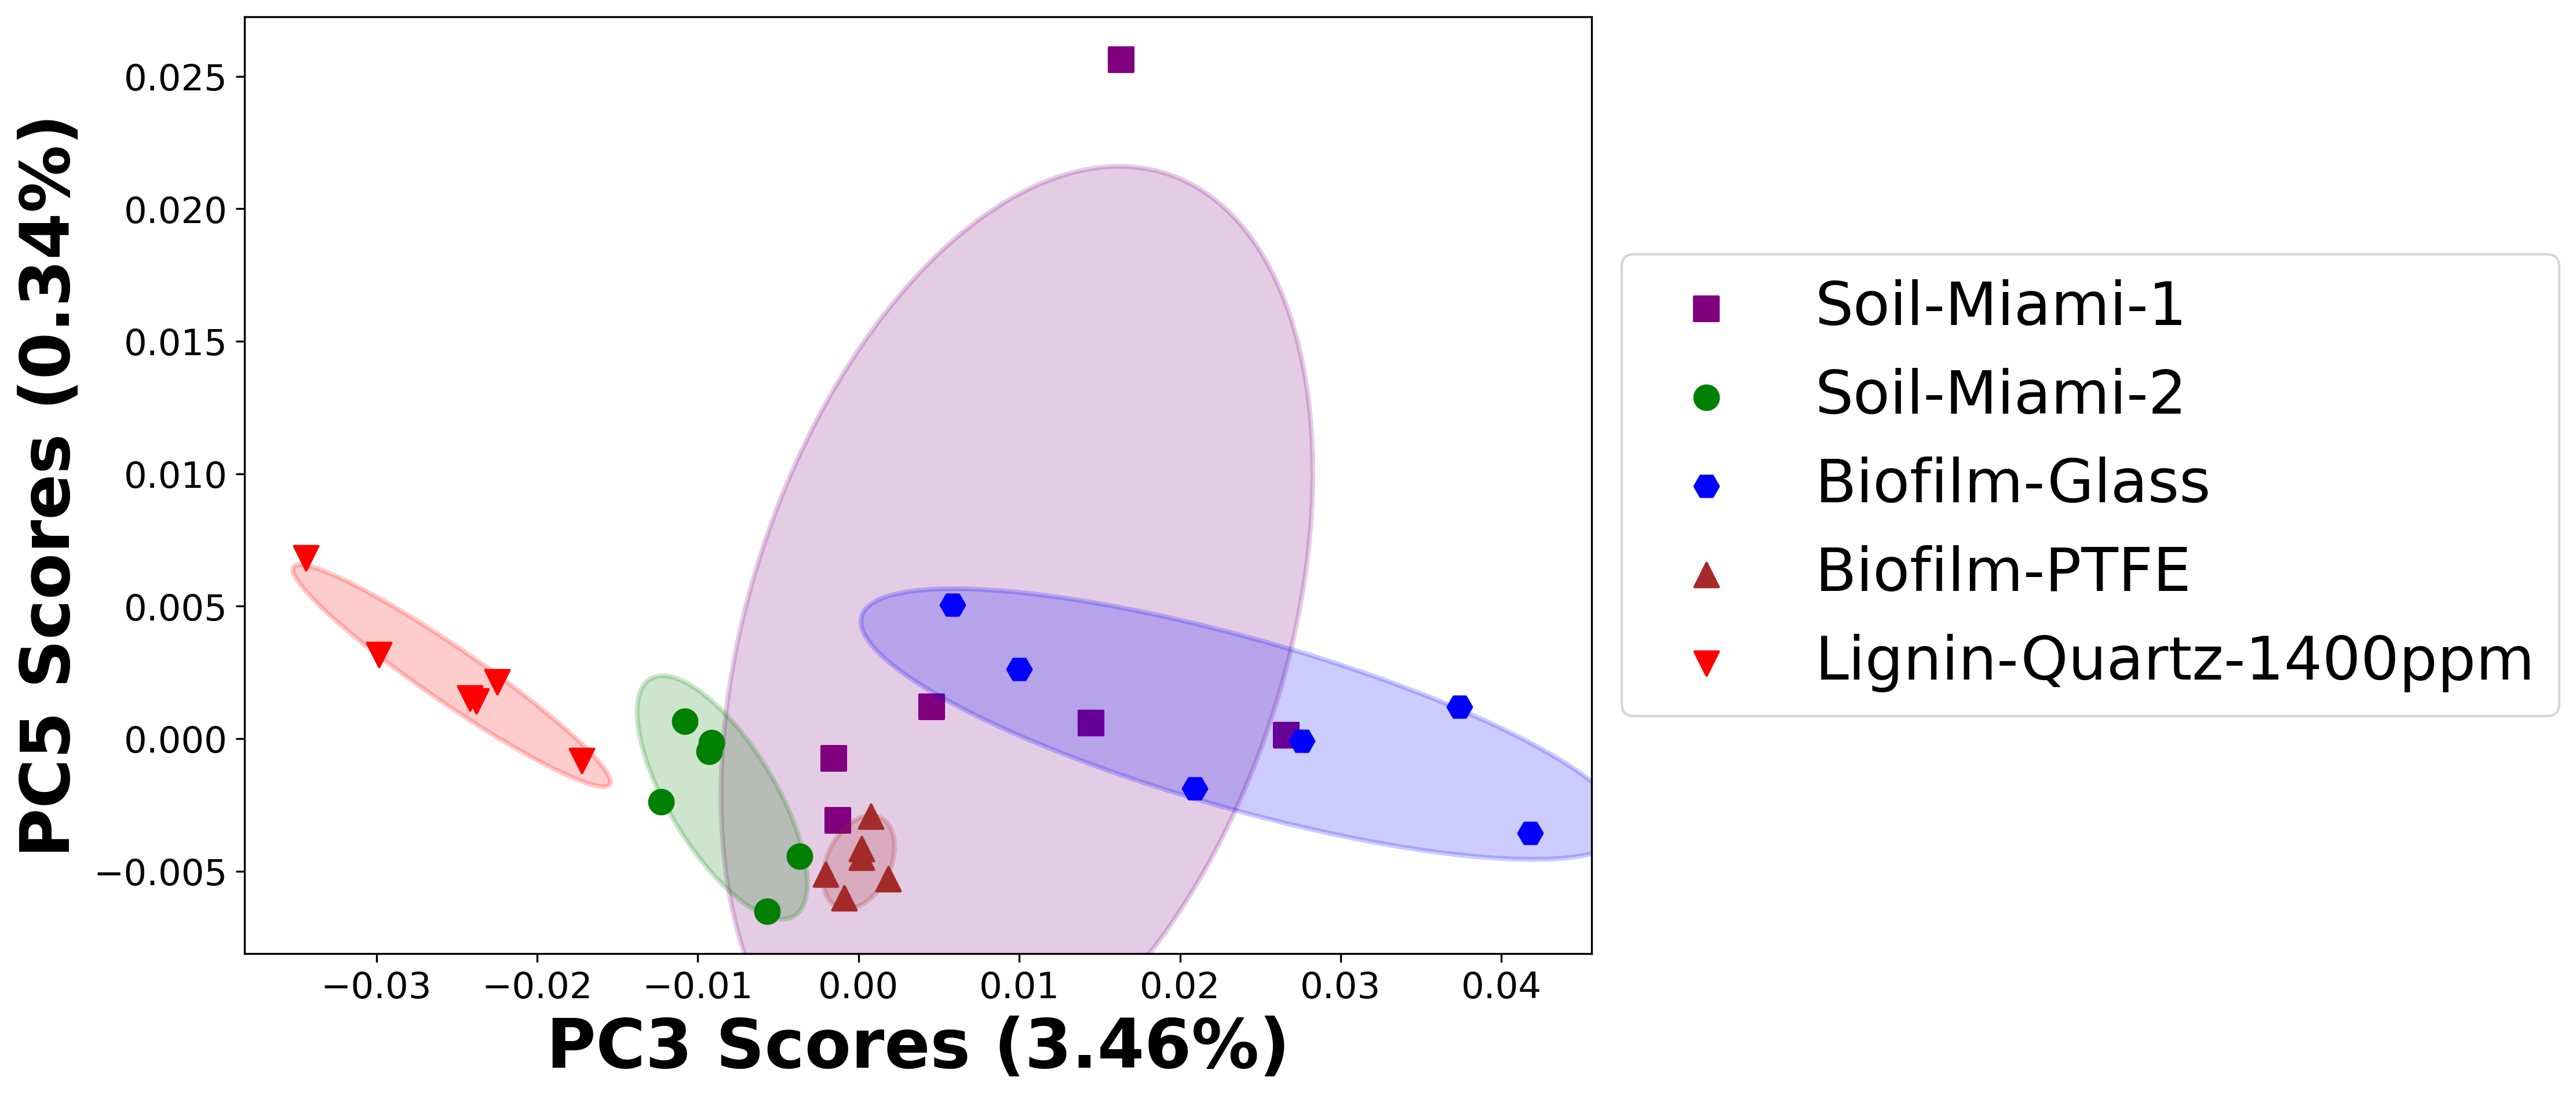 PC5 Scores (0.34%)
0.025
0.020
0.015
0.010
0.005
0.000
−0.005
−0.03 −0.02 −0.01 0.00 0.01 0.02 0.03 0.04
PC3 Scores (3.46%)
Soil-Miami-1
Soil-Miami-2
Biofilm-Glass
Biofilm-PTFE
Lignin-Quartz-1400ppm